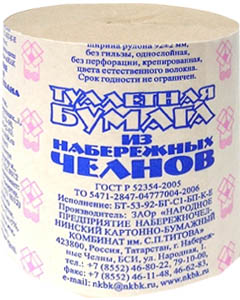 ширина рулона 92±2 мм,
без гильзы, однослойная,
без перфорации, крепированная,
цвета естественного волокна.
Срок годности не ограничен.
ТУАЛЕТНАЯ
БУМАГА
ИЗ
НАБЕРЕЖНЫХ
ЧЕЛНОВ
ГОСТ Р 52354-2005
ТО 5471-2847-04777004-2006
Исполнение: БТ-53-92-БГ-С1-БП-К-Е
Производитель: ЗАОр «НАРОДНОЕ
ПРЕДПРИЯТИЕ НАБЕРЕЖНОЧЕЛ-
НИНСКИЙ КАРТОННО-БУМАЖНЫЙ
КОМБИНАТ им. С.П.ТИТОВА»
423800, Россия, Татарстан, г. Набереж-
ные Челны, БСИ, ул. Народная, 1.
тел.: +7 (8552) 46-80-22, 79-10-00,
факс: +7 (8552) 46-11-48, 46-62-83,
e-mail: nkbk@nkbk.ru, www.nkbk.ru